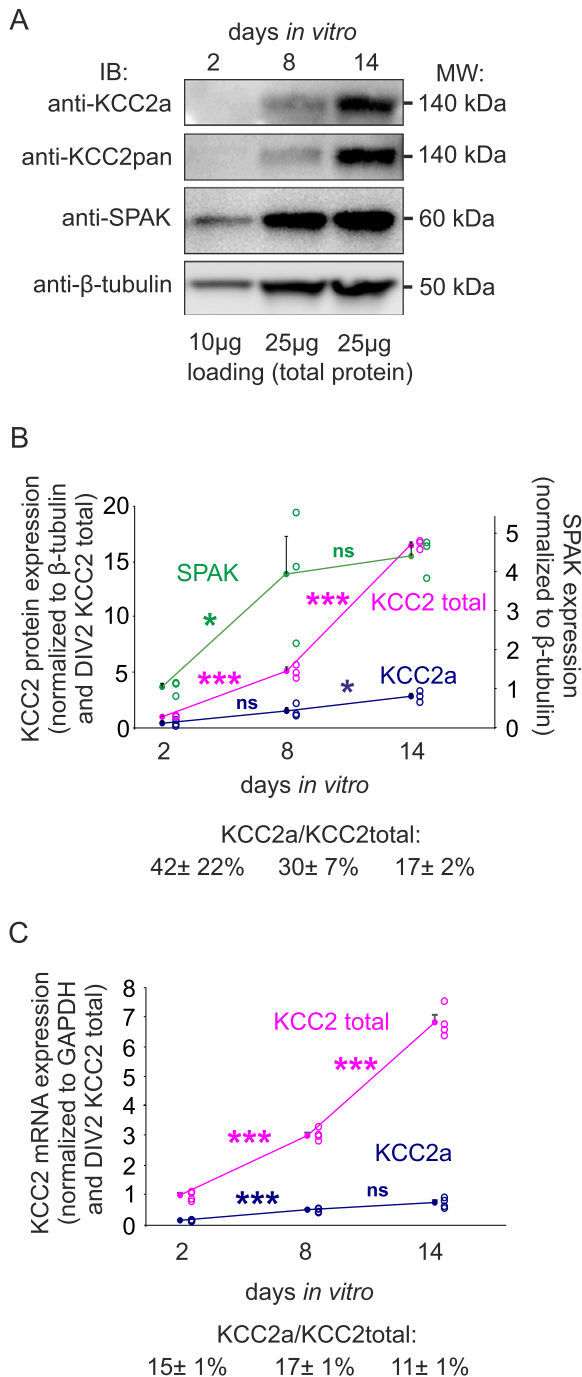 A
days in vitro
IB: 2 8 14 MW:
anti-KCC2a 140 kDa
anti-KCC2pan 140 kDa
anti-SPAK 60 kDa
anti-β-tubulin 50 kDa
10µg 25µg 25µg
loading (total protein)
B
KCC2 protein expression
(normalized to β-tubulin
and DIV2 KCC2 total)
20
15
10
5
0
SPAK
*
ns
***
KCC2 total
***
ns
*
KCC2a
5
4
3
2
1
0
SPAK expression
(normalized to β-tubulin)
2 8 14
days in vitro
KCC2a/KCC2total:
42± 22% 30± 7% 17± 2%
C
KCC2 mRNA expression
(normalized to GAPDH
and DIV2 KCC2 total)
8
7
6
5
4
3
2
1
0
KCC2 total
***
***
KCC2a
***
ns
2 8 14
days in vitro
KCC2a/KCC2total:
15± 1% 17± 1% 11± 1%